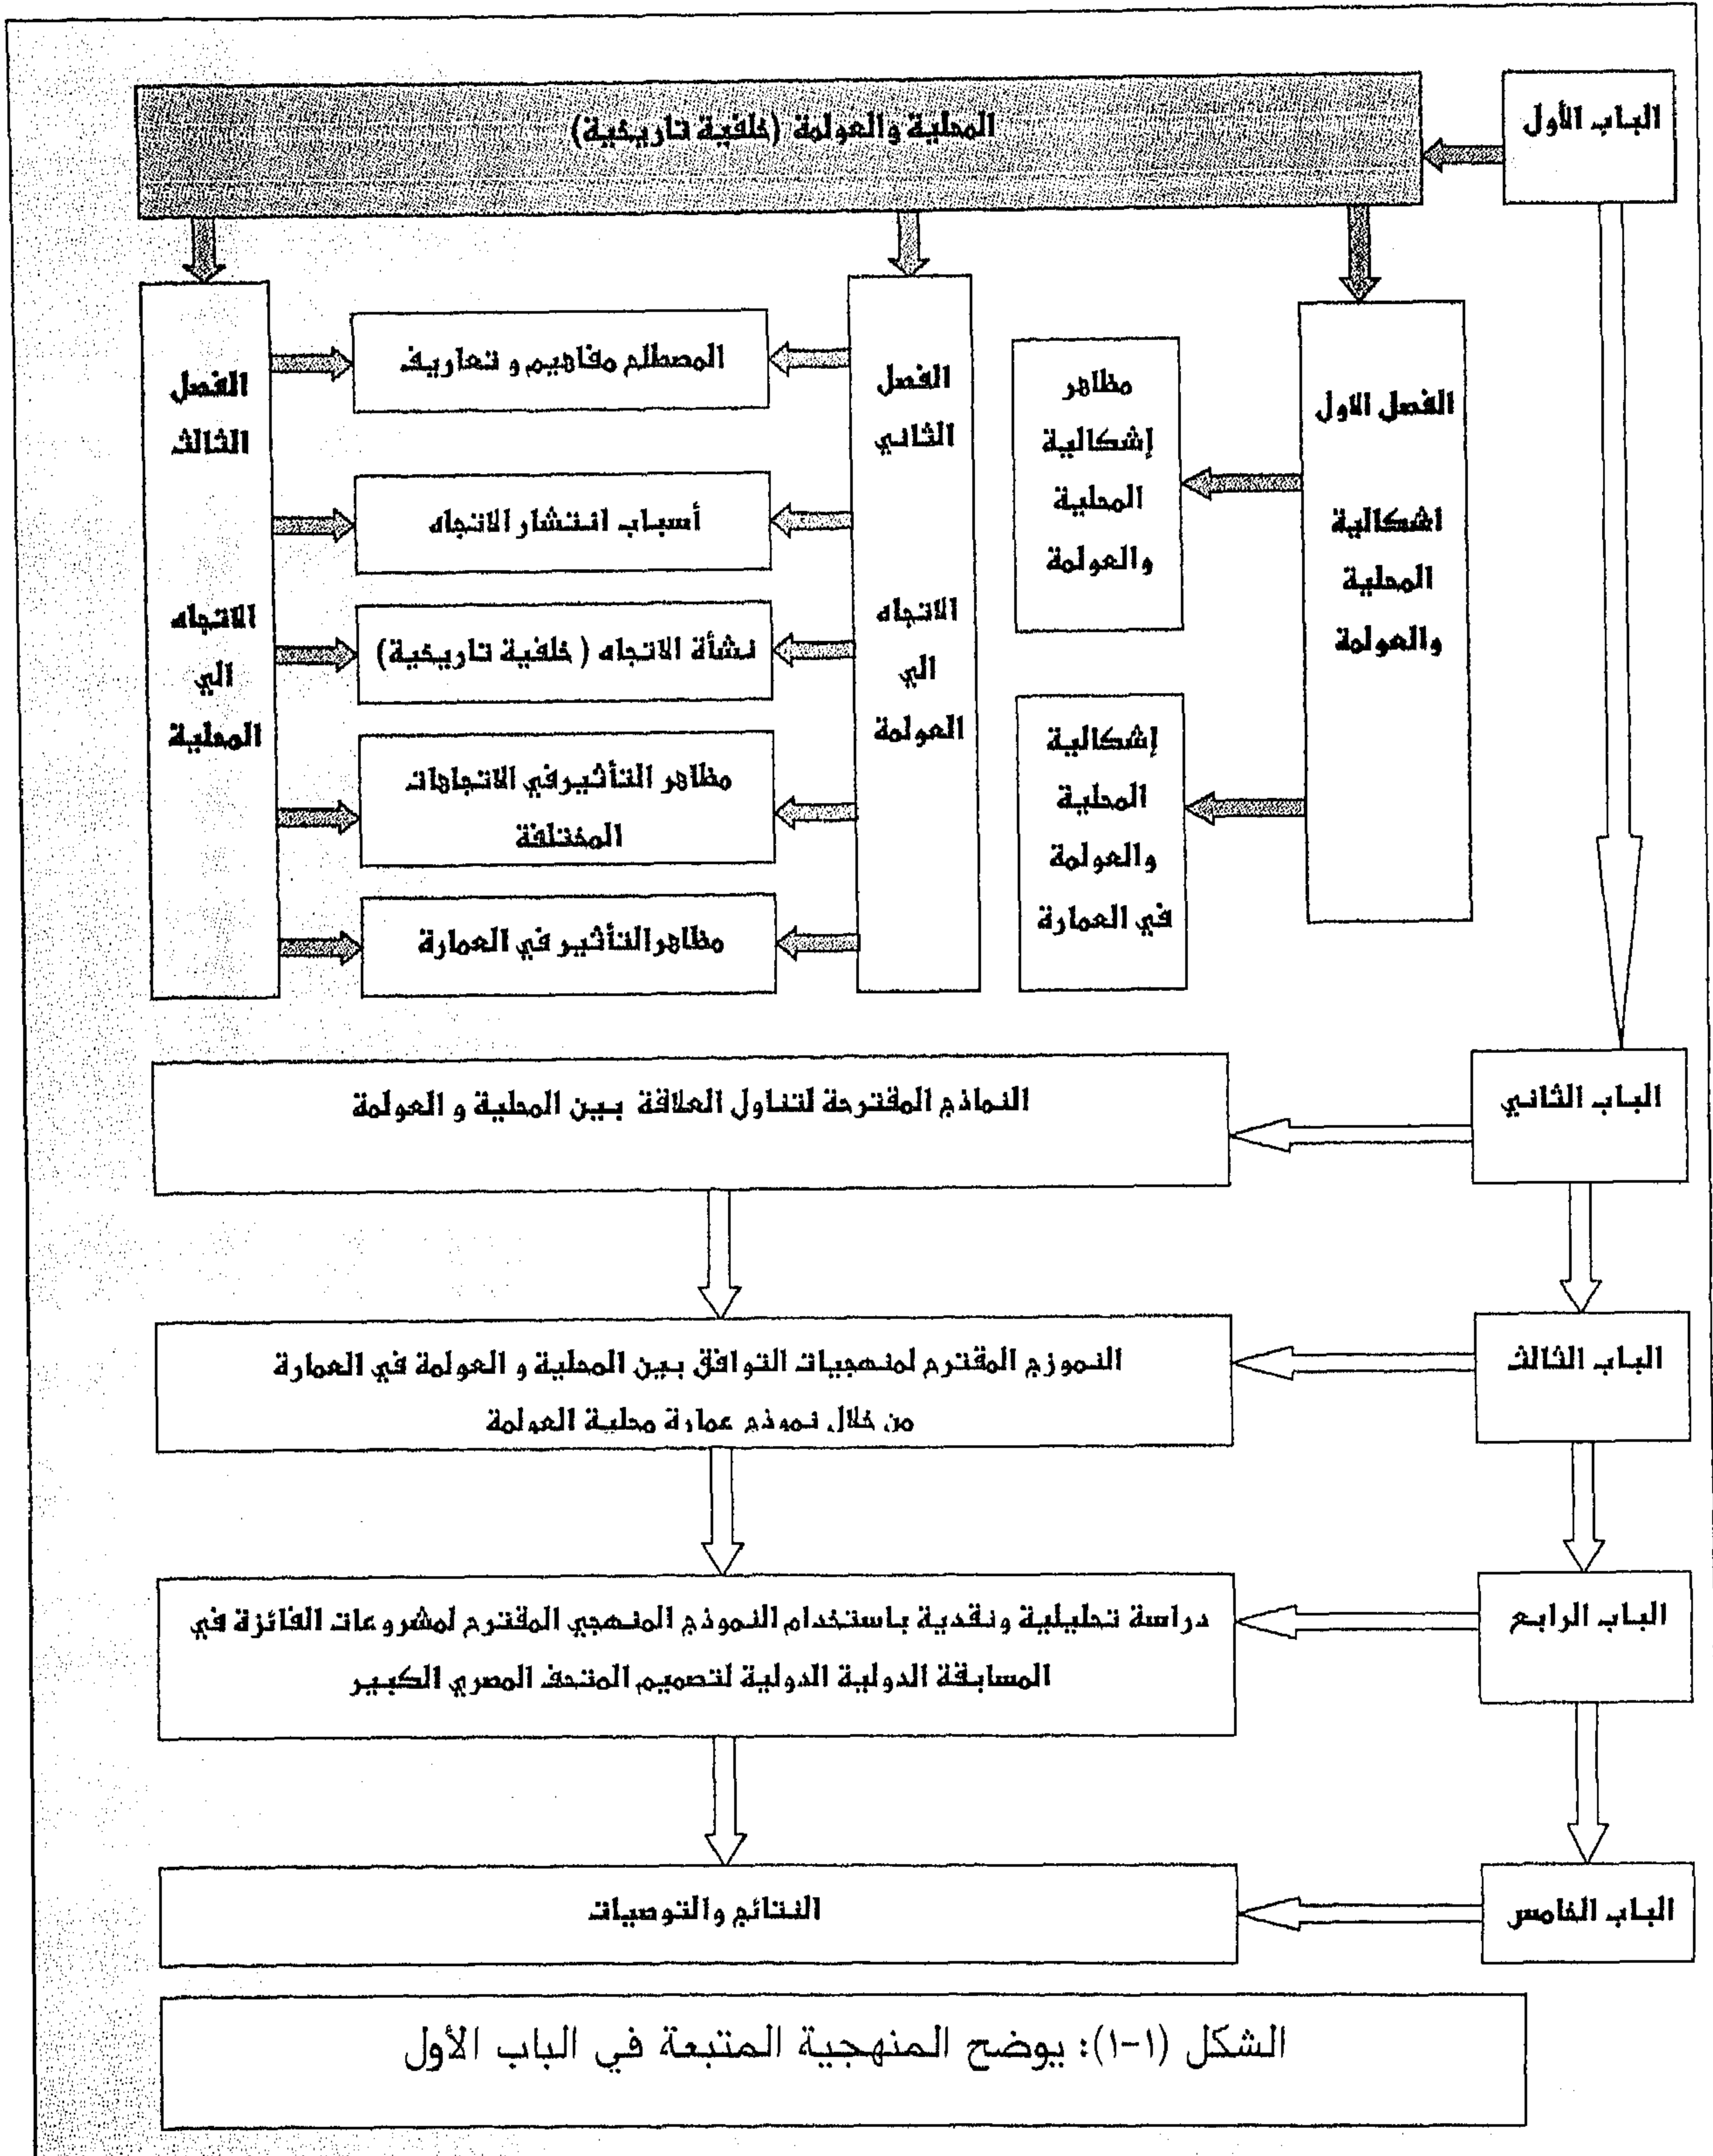 الباب الأول
المحلية والعولمة (خلفية تاريخية)
الفصل الاول
اشكالية
المحلية
والعولمة
مظاهر
إشكالية
المحلية
والعولمة
إشكالية
المحلية
والعولمة
في العمارة
الفصل
الثاني
الاتجاه
الي
العولمة
المصطلح مفاهيم و تعاريف
أسباب انتشار الاتجاه
نشأة الاتجاه ( خلفية تاريخية)
مظاهر التأثير في الاتجاهات
المختلفة
مظاهر التأثير في العمارة
الفصل
الثالث
الاتجاه
الي
المحلية
الباب الثاني
النماذج المقترحة لتناول العلاقة بين المحلية و العولمة
الباب الثالث
النموزج المقترح لمنهجيات التوافق بين المحلية و العولمة في العمارة
من خلال نموذج عمارة محلية العولمة
الباب الرابع
دراسة تحليلية ونقدية باستخدام النموذج المنهجي المقترح لمشروعات الفائزة في
المسابقة الدولية الدولية لتصميم المتحف المصري الكبير
الباب الخامس
النتائج والتوصيات
الشكل (١-١): يوضح المنهجية المتبعة في الباب الأول